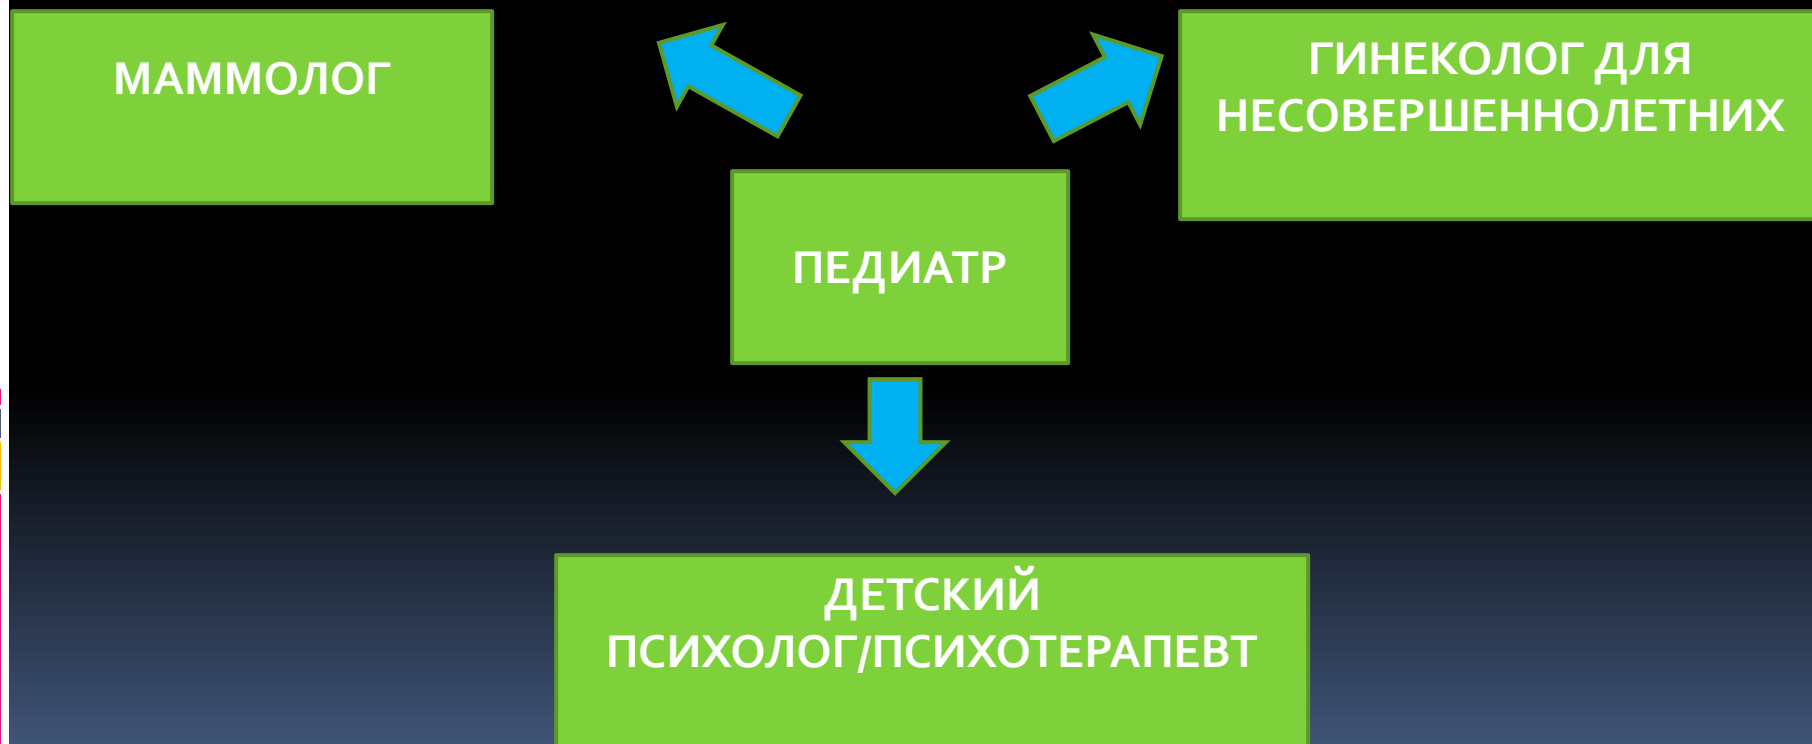 МАММОЛОГ
ГИНЕКОЛОГ ДЛЯ
НЕСОВЕРШЕННОЛЕТНИХ
ПЕДИАТР
ДЕТСКИЙ
ПСИХОЛОГ/ПСИХОТЕРАПЕВТ